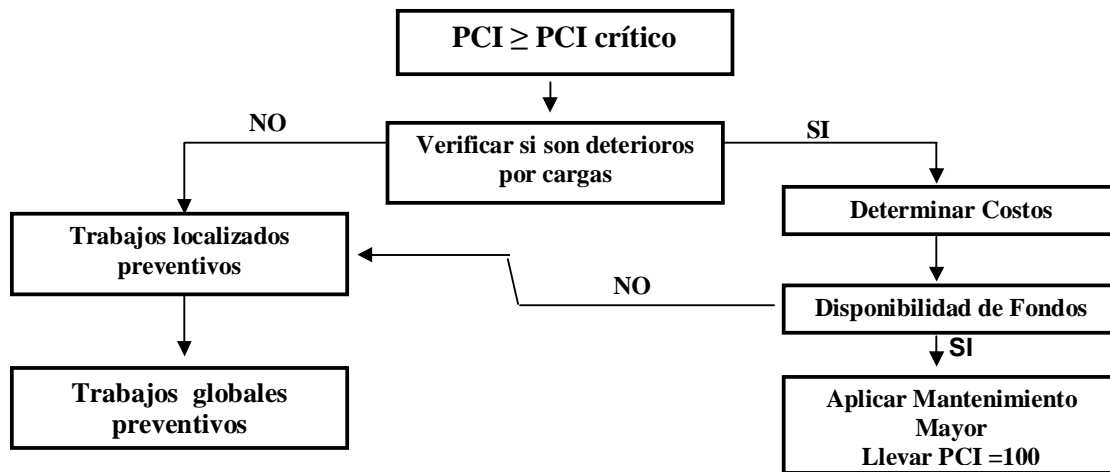 PCI ≥ PCI crítico
NO
SI
Verificar si son deterioros
por cargas
Trabajos localizados
preventivos
Determinar Costos
NO
Disponibilidad de Fondos
SI
Trabajos globales
preventivos
Aplicar Mantenimiento
Mayor
Llevar PCI =100